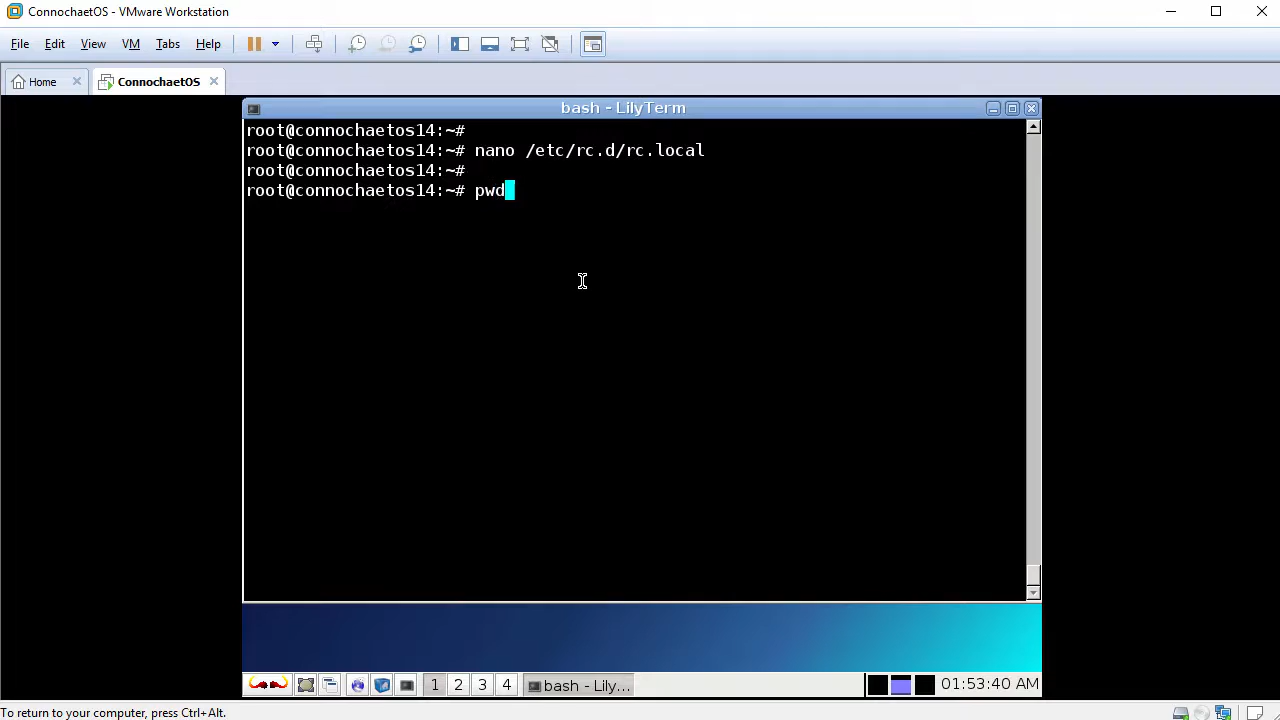 ConnochaetOS - VMware Workstation
File Edit View VM Tabs Help
Home ConnochaetOS
bash - LilyTerm
root@connochaetos14:~#
root@connochaetos14:~# nano /etc/rc.d/rc.local
root@connochaetos14:~#
root@connochaetos14:~# pwd
1 2 3 4 bash - Lily... 01:53:40 AM
To return to your computer, press Ctrl+Alt.